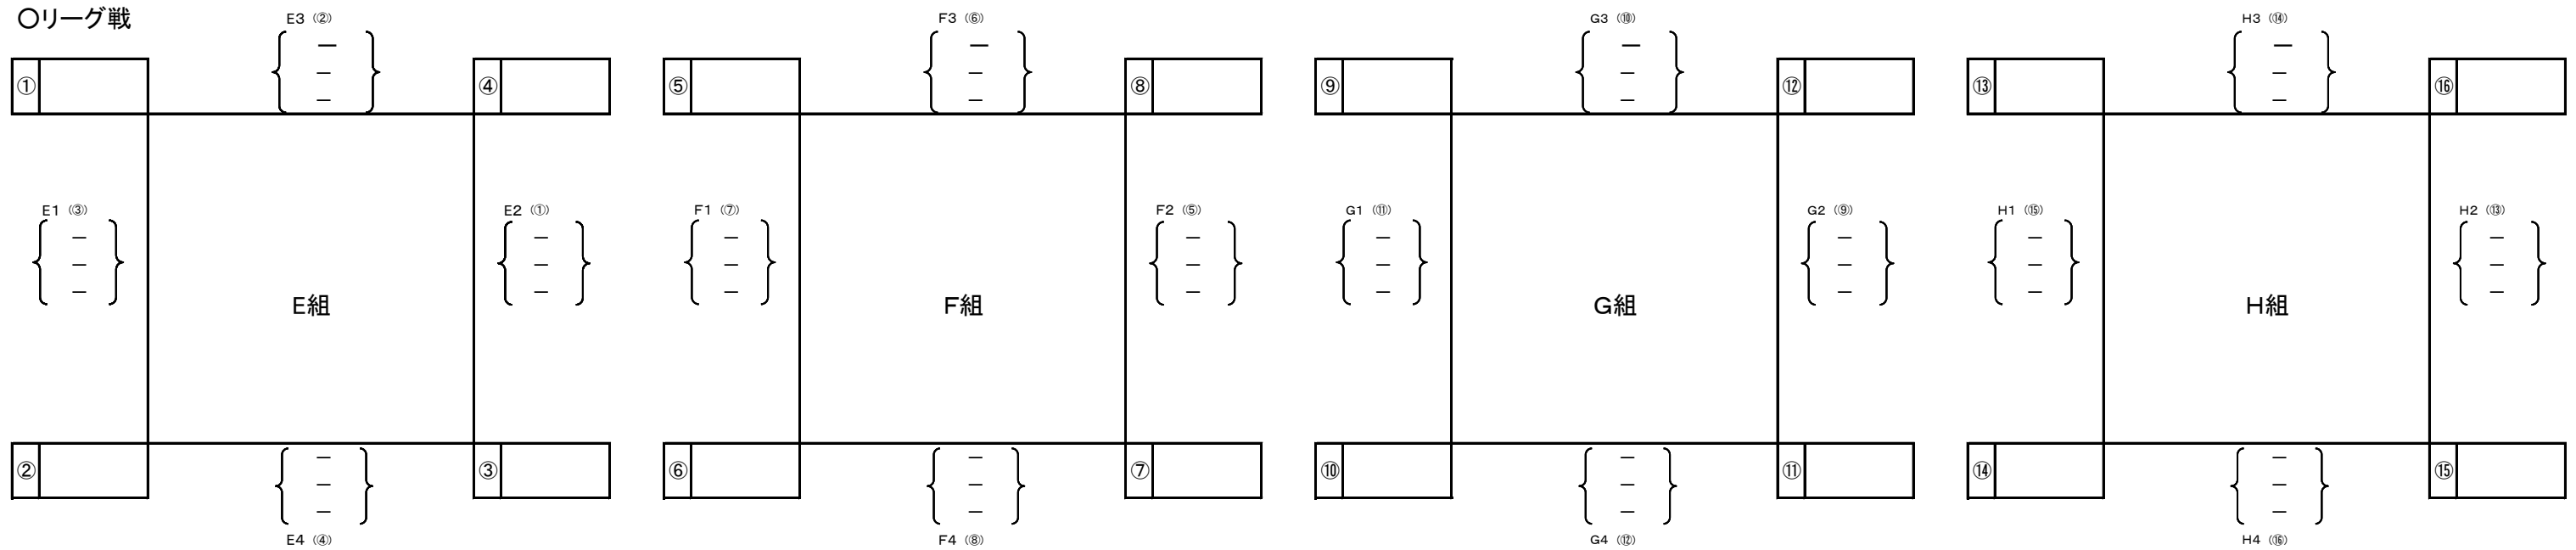 〇リーグ戦
E3（②） F3（⑥） G3（⑩） H3（⑭）
― ― ― ―
① ④ ⑤ ⑧ ⑨ ⑫ ⑬ ⑯
― ― ― ―
― ― ― ―
E1（③） E2（①） F1（⑦） F2（⑤） G1（⑪） G2（⑨） H1（⑮） H2（⑬）
― ― ― ― ― ― ― ―
― ― ― ― ― ― ― ―
― ― ― ― ― ― ― ―
E組 F組 G組 H組
― ― ― ―
② ③ ⑥ ⑦ ⑩ ⑪ ⑭ ⑮
― ― ― ―
― ― ― ―
E4（④） F4（⑧） G4（⑫） H4（⑯）